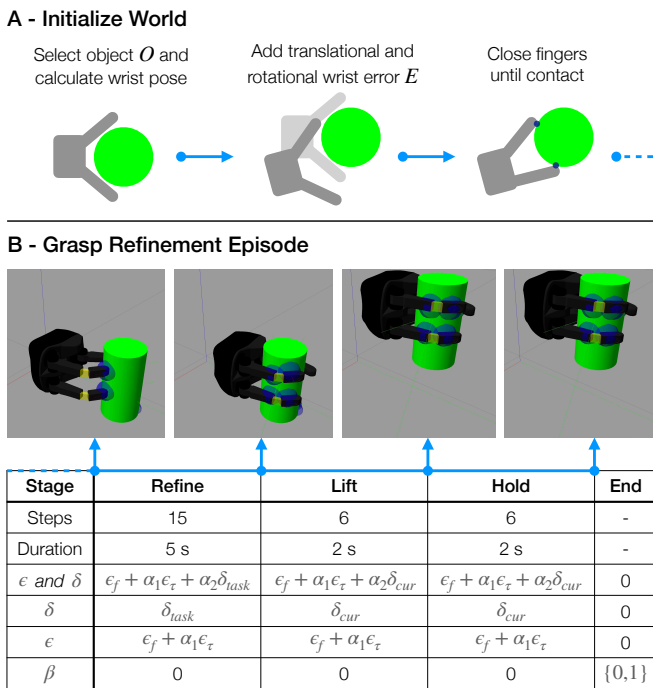 A - Initialize World
Select object O and
calculate wrist pose
Add translational and
rotational wrist error E
Close fingers
until contact
B - Grasp Refinement Episode
Stage Refine Lift Hold End
Steps 15 6 6 -
Duration 5 s 2 s 2 s -
ϵ and δ ϵ_f + α_1ϵ_τ + α_2δ_task ϵ_f + α_1ϵ_τ + α_2δ_cur ϵ_f + α_1ϵ_τ + α_2δ_cur 0
δ δ_task δ_cur δ_cur 0
ϵ ϵ_f + α_1ϵ_τ ϵ_f + α_1ϵ_τ ϵ_f + α_1ϵ_τ 0
β 0 0 0 {0,1}